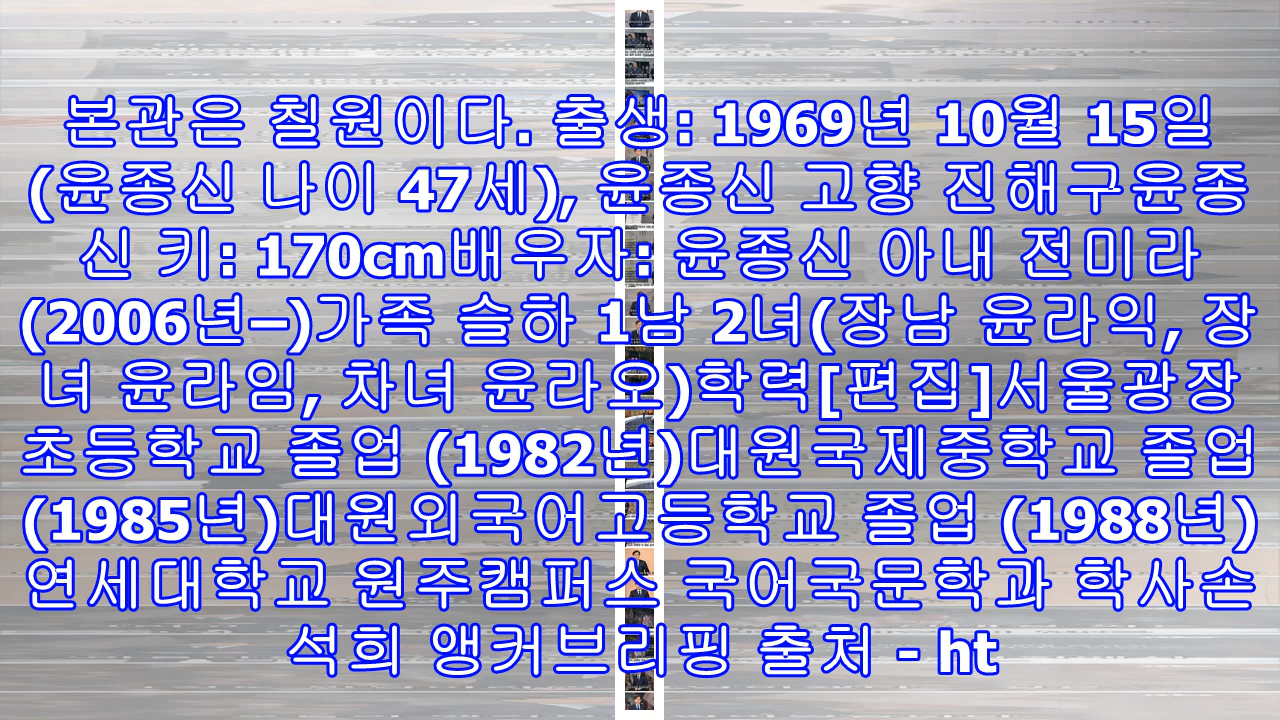 본관은 칠원이다. 출생: 1969년 10월 15일
(윤종신 나이 47세), 윤종신 고향 진해구윤종
신 키: 170cm배우자: 윤종신 아내 전미라
(2006년–)가족 슬하 1남 2녀(장남 윤라익, 장
녀 윤라임, 차녀 윤라오)학력[편집]서울광장
초등학교 졸업 (1982년)대원국제중학교 졸업
(1985년)대원외국어고등학교 졸업 (1988년)
연세대학교 원주캠퍼스 국어국문학과 학사손
석희 앵커브리핑 출처 - ht